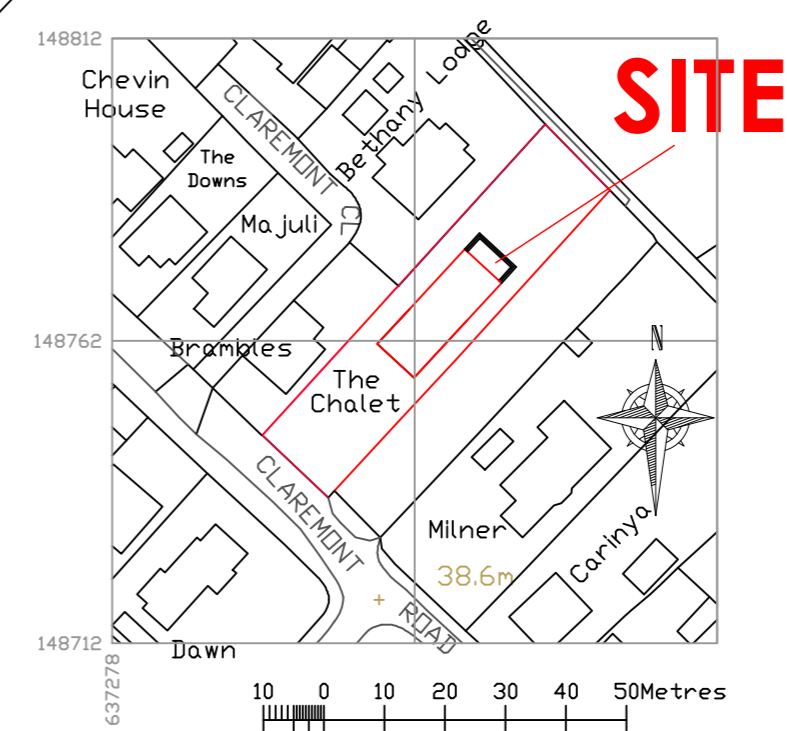 148812
Chevin
House
CLAREMONT CL
Bethany Lodge
SITE
The
Downs
Majuli
148762
Brambles
N
The
Chalet
CLAREMONT ROAD
Milner
Carinya
38.6m
148712
Dawn
637278
10 0 10 20 30 40 50Metres